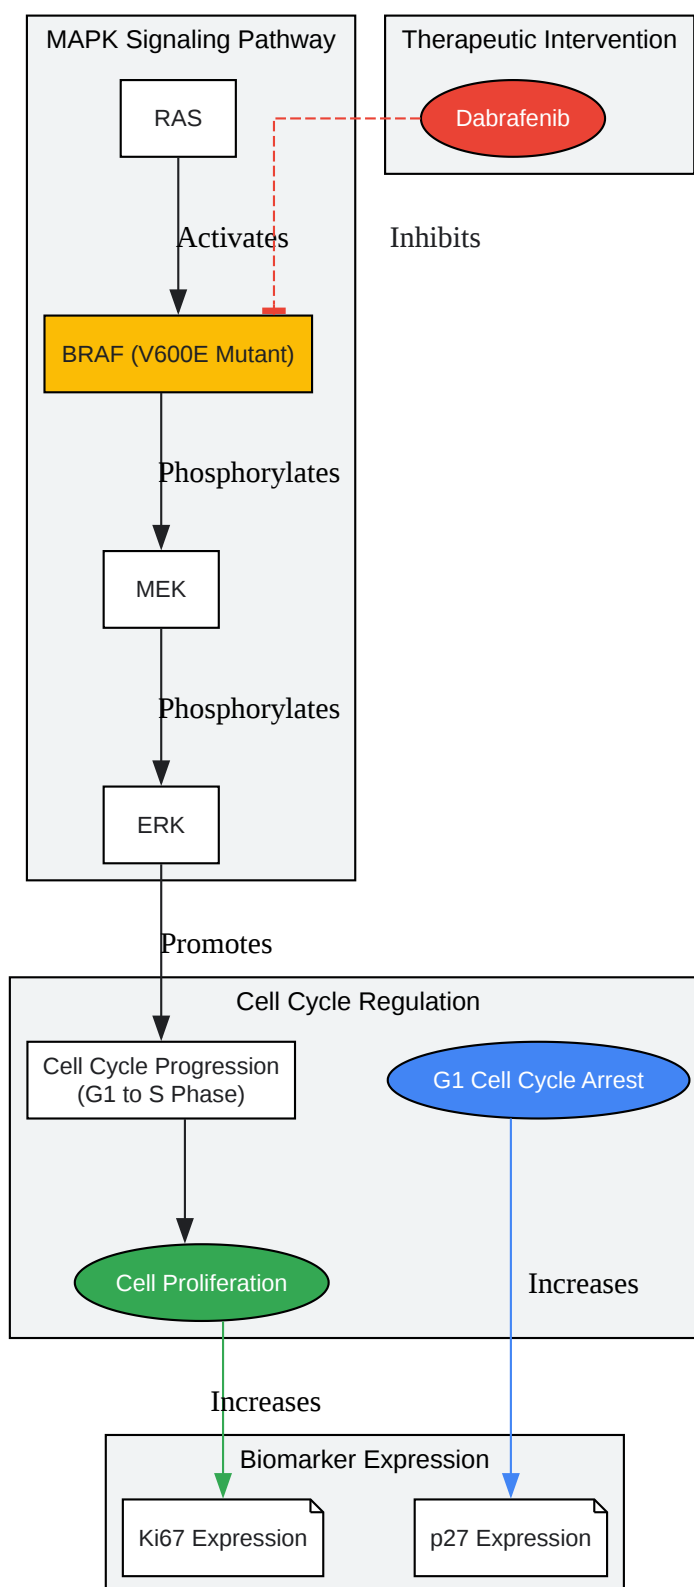 MAPK Signaling Pathway
Therapeutic Intervention
RAS
Dabrafenib
Activates
Inhibits
BRAF (V600E Mutant)
Phosphorylates
MEK
Phosphorylates
ERK
Promotes
Cell Cycle Regulation
Cell Cycle Progression
(G1 to S Phase)
G1 Cell Cycle Arrest
Cell Proliferation
Increases
Increases
Biomarker Expression
Ki67 Expression
p27 Expression